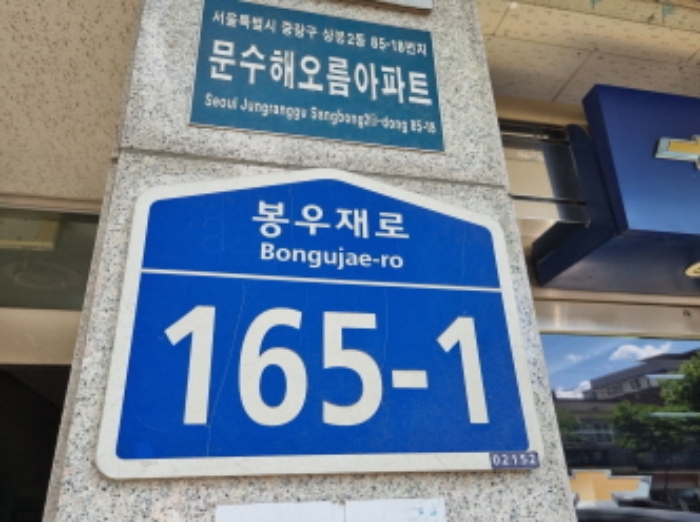 서울특별시 중랑구 상봉2동 85-18번지
문수해오름아파트
Seoul Jungranggu Sangbong2(i)-dong 85-18
봉우재로
Bongujae-ro
165-1
02152